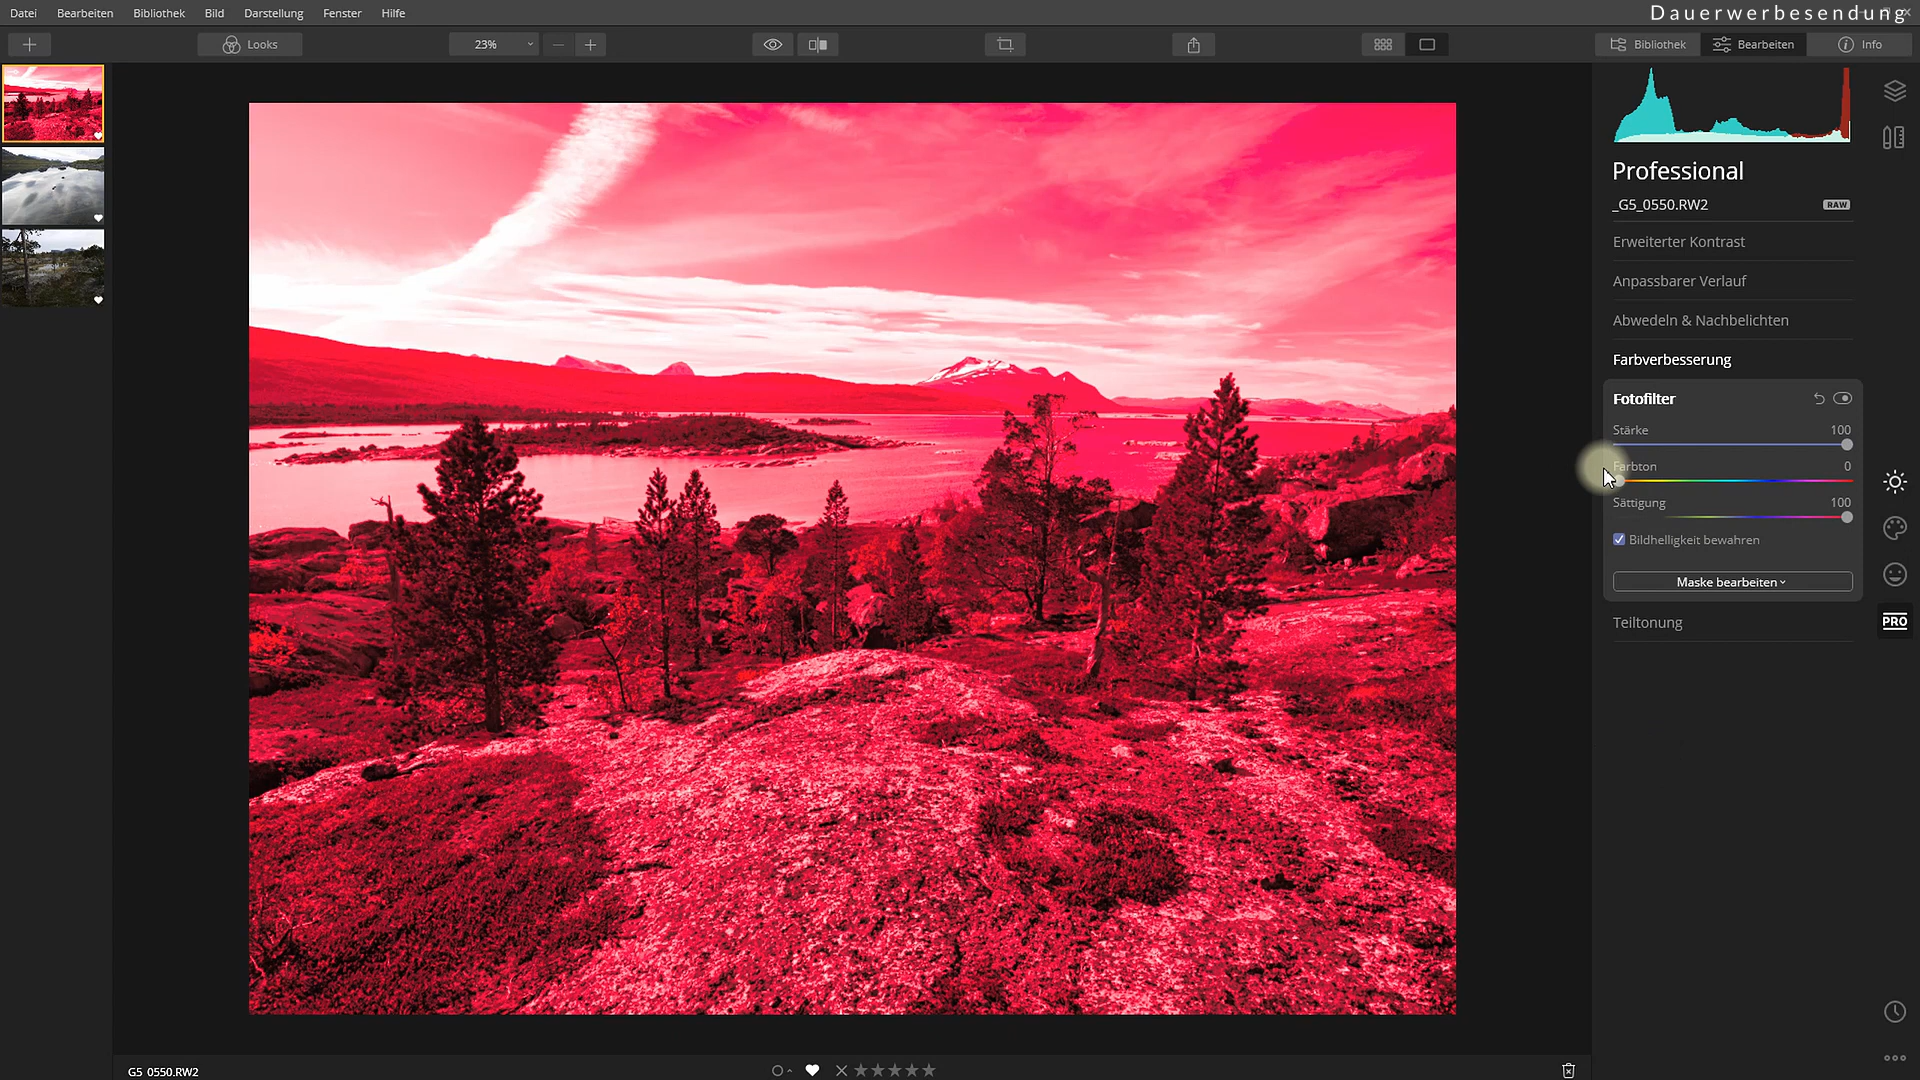 Datei Bearbeiten Bibliothek Bild Darstellung Fenster Hilfe
Dauerwerbesendung
Looks 23% Bibliothek Bearbeiten Info
Professional
_G5_0550.RW2 RAW
Erweiterter Kontrast
Anpassbarer Verlauf
Abwedeln & Nachbelichten
Farbverbesserung
Fotofilter
Stärke 100
Farbton 0
Sättigung 100
Bildhelligkeit bewahren
Maske bearbeiten
PRO
Teiltonung
G5 0550.RW2